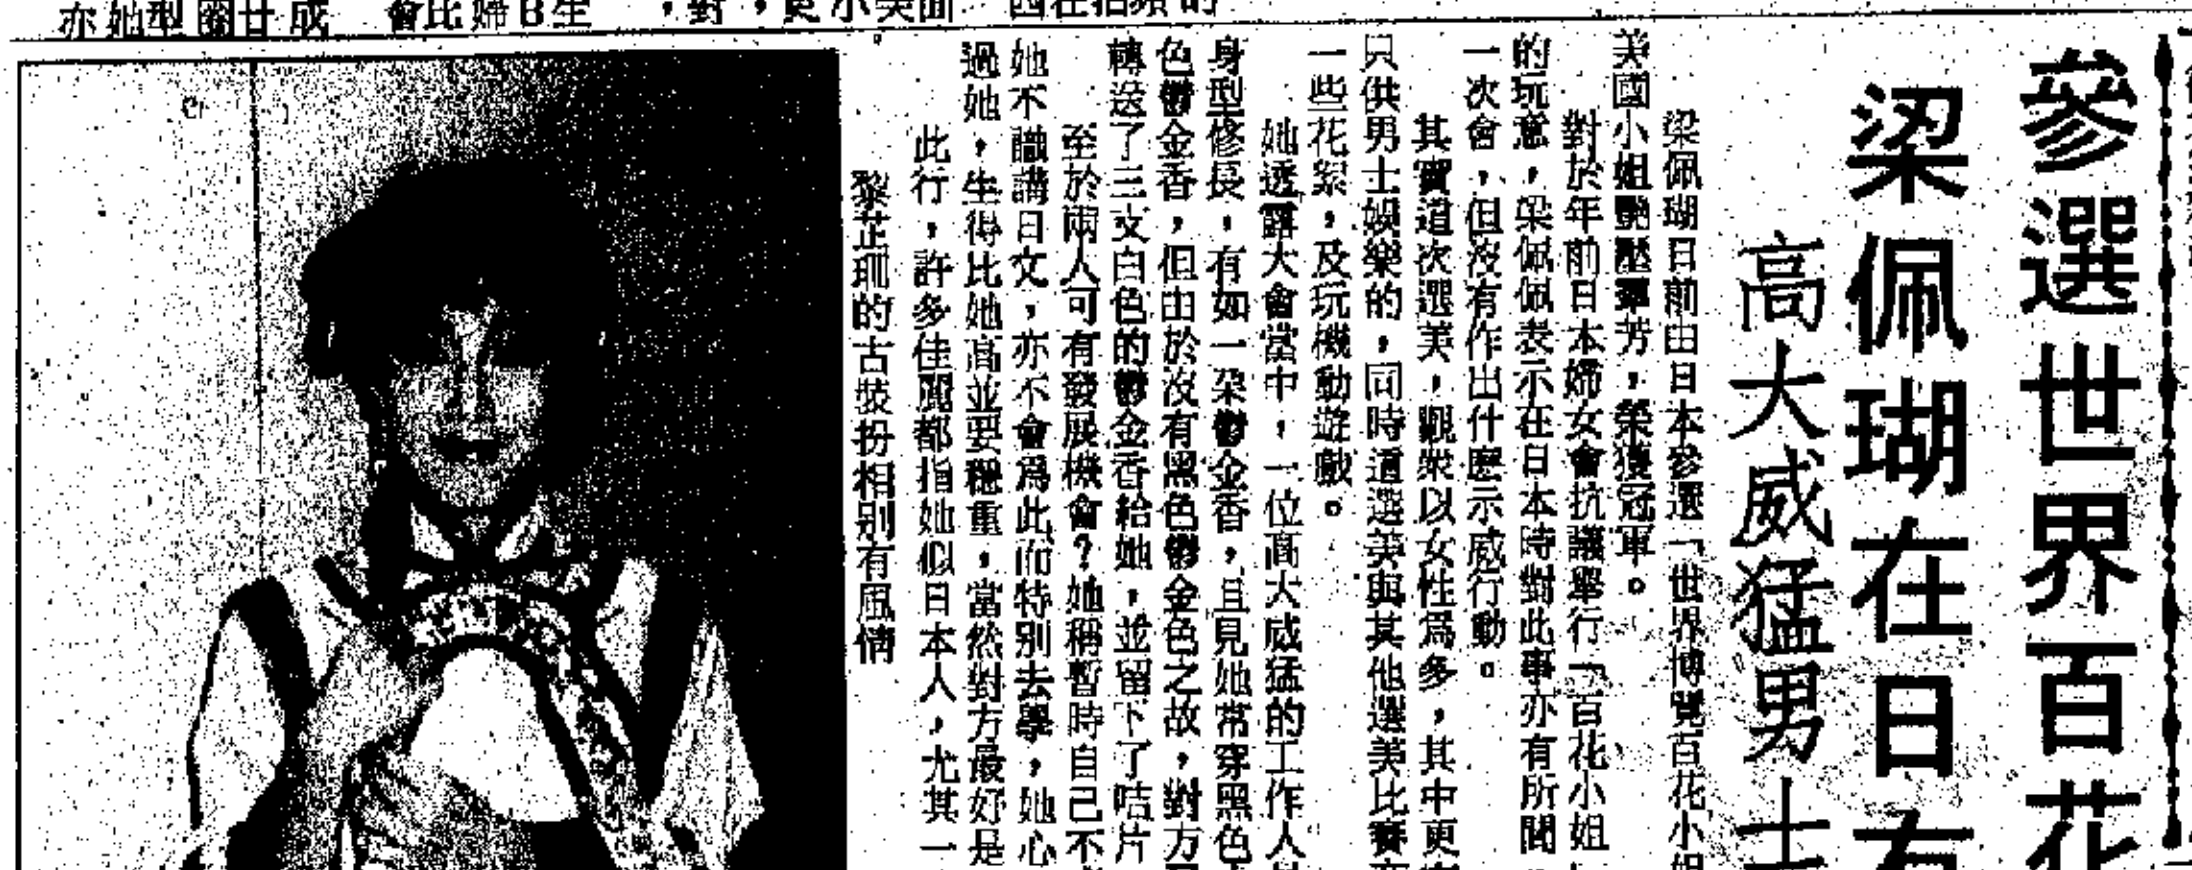 參選世界百花
梁佩瑚在日有
高大威猛男士
梁佩瑚日前由日本參選「世界博覽百花小姐
美國小姐艷壓羣芳，榮獲冠軍。
對於年前日本婦女會抗議舉行「百花小姐
的玩意，梁佩佩表示在日本時對此事亦有所聞
一次會，但沒有作出什麼示威行動。
其實這次選美，觀衆以女性爲多，其中更
只供男士娛樂的，同時這選美與其他選美比賽
一些花絮，及玩機動遊戲。
她透露大會當中，一位高大威猛的工作人
身型修長，有如一朶鬱金香，且見她常穿黑色
色鬱金香，但由於沒有黑色鬱金色之故，對方
轉送了三支白色的鬱金香給她，並留下了咭片
至於兩人可有發展機會？她稱暫時自己不
她不識講日文，亦不會爲此而特別去學，她心
過她，生得比她高並要穩重，當然對方最好是
此行，許多佳麗都指她似日本人，尤其一
黎芷珊的古裝扮相別有風情